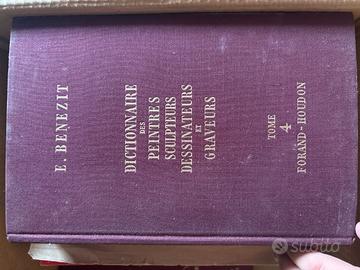 E. BENEZIT
DICTIONNAIRE
DES
PEINTRES
SCULPTEURS
DESSINATEURS
ET
GRAVEURS
TOME
4
FORAND - HOUDON
subito